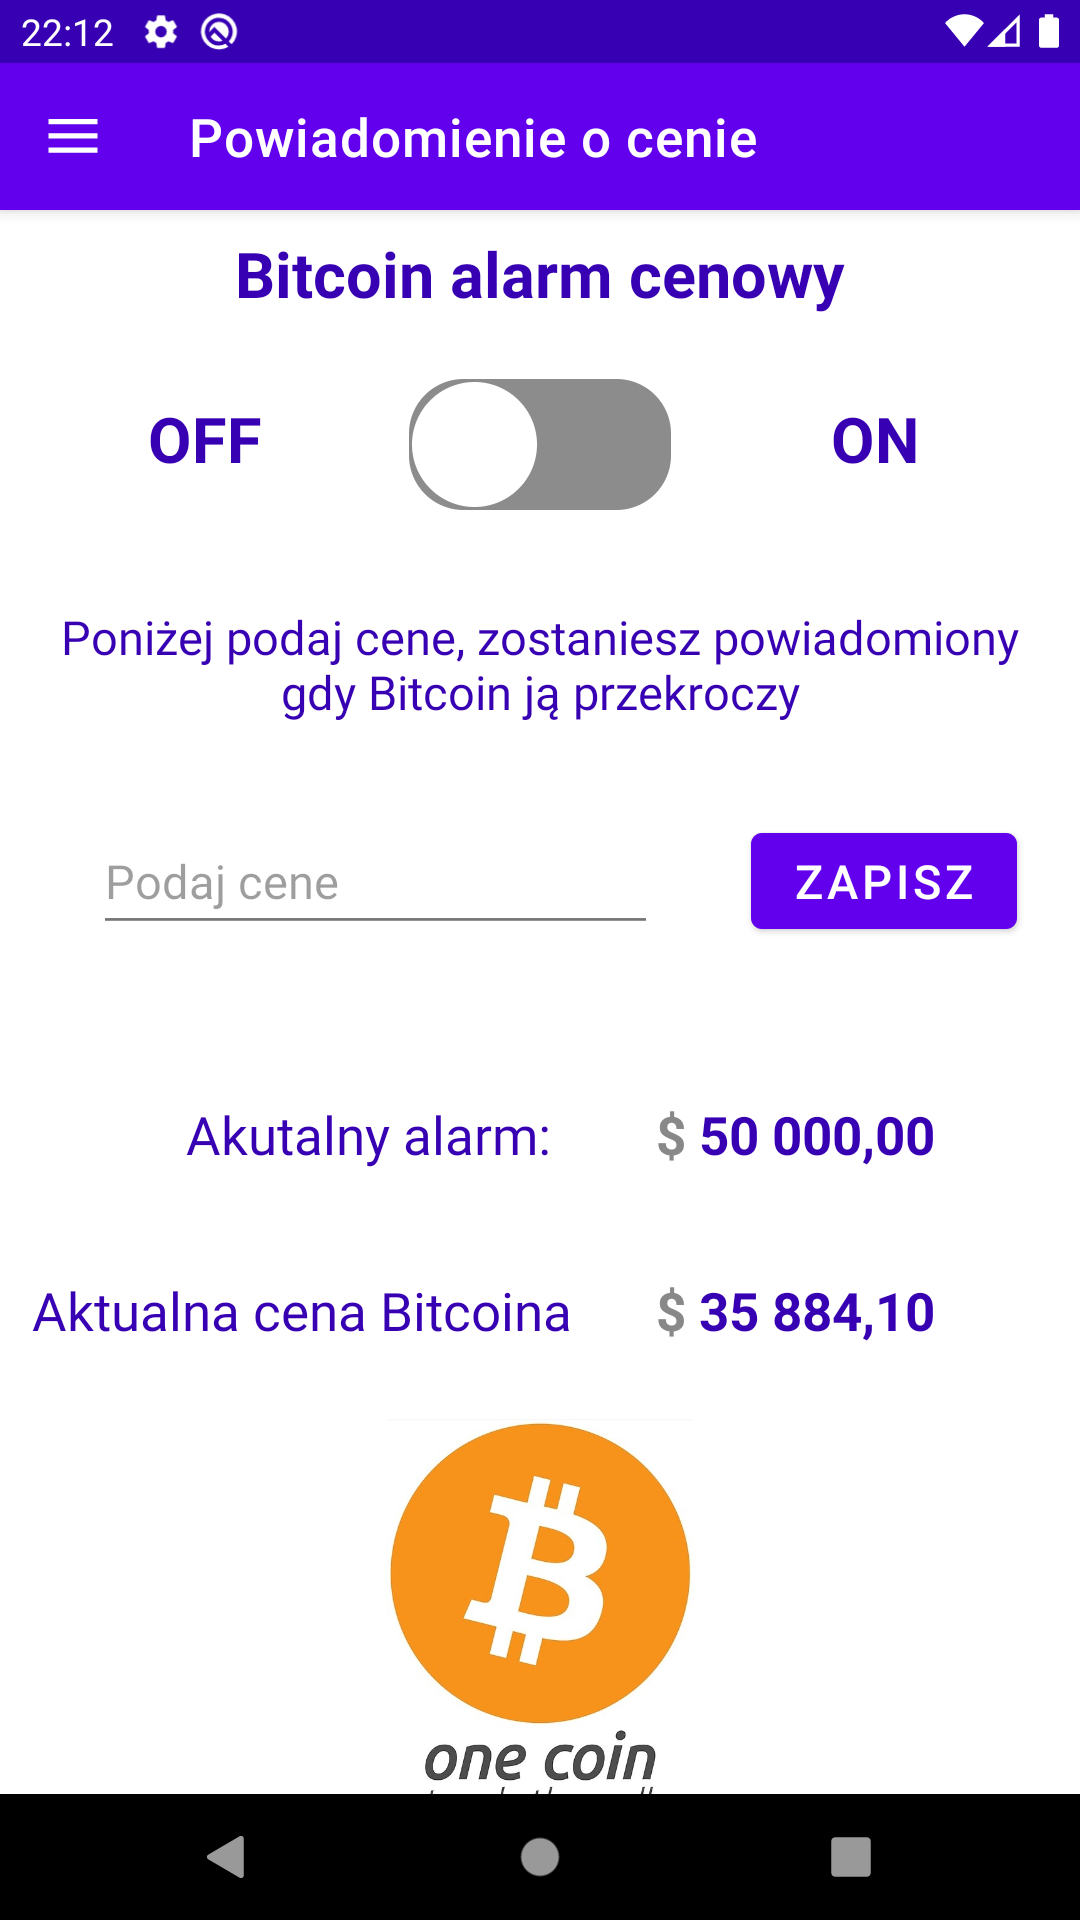 22:12
Powiadomienie o cenie
Bitcoin alarm cenowy
OFF ON
Poniżej podaj cene, zostaniesz powiadomiony
gdy Bitcoin ją przekroczy
Podaj cene ZAPISZ
Akutalny alarm: $ 50 000,00
Aktualna cena Bitcoina $ 35 884,10
one coin